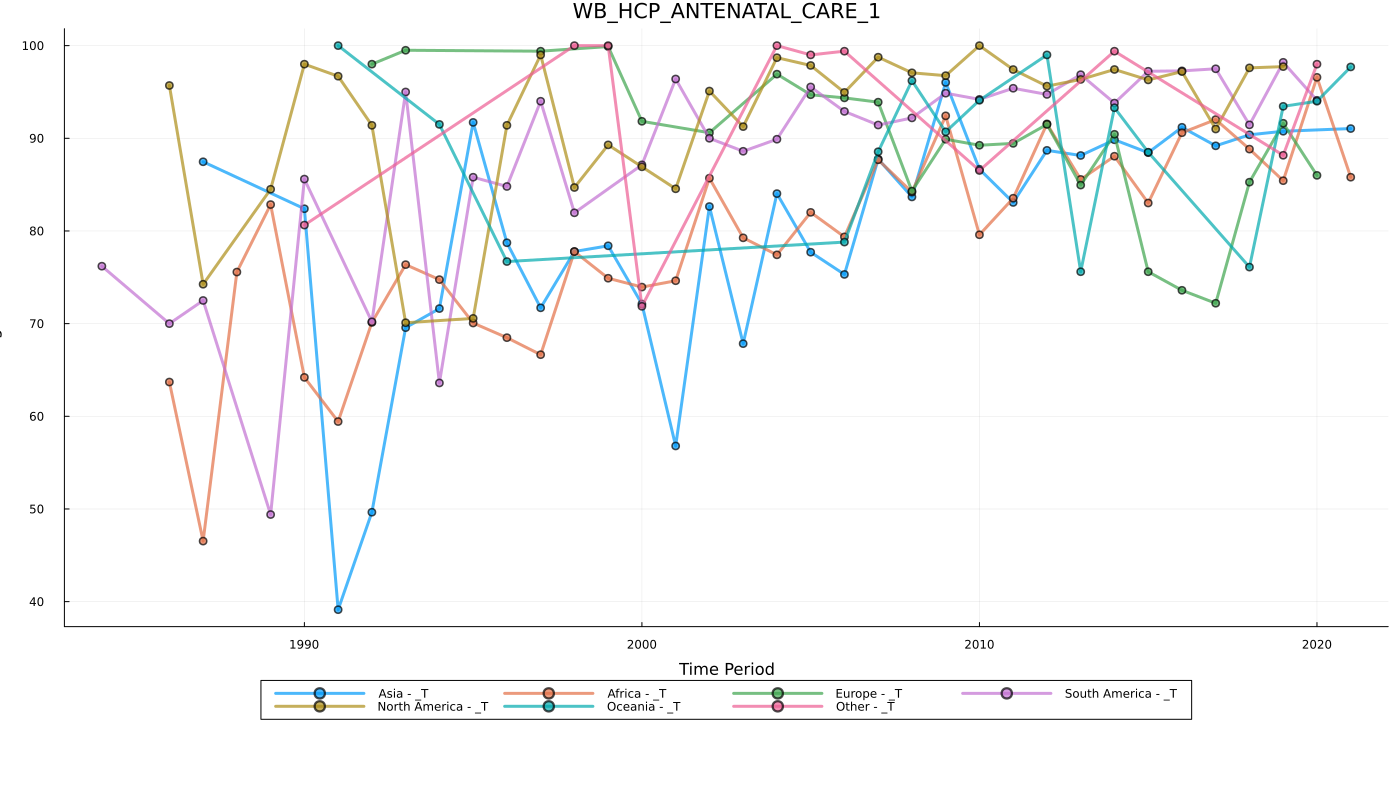 WB_HCP_ANTENATAL_CARE_1
100
90
80
70
60
50
40
1990
2000
2010
2020
Time Period
Asia - _T
Africa - _T
Europe - _T
South America - _T
North America - _T
Oceania - _T
Other - _T